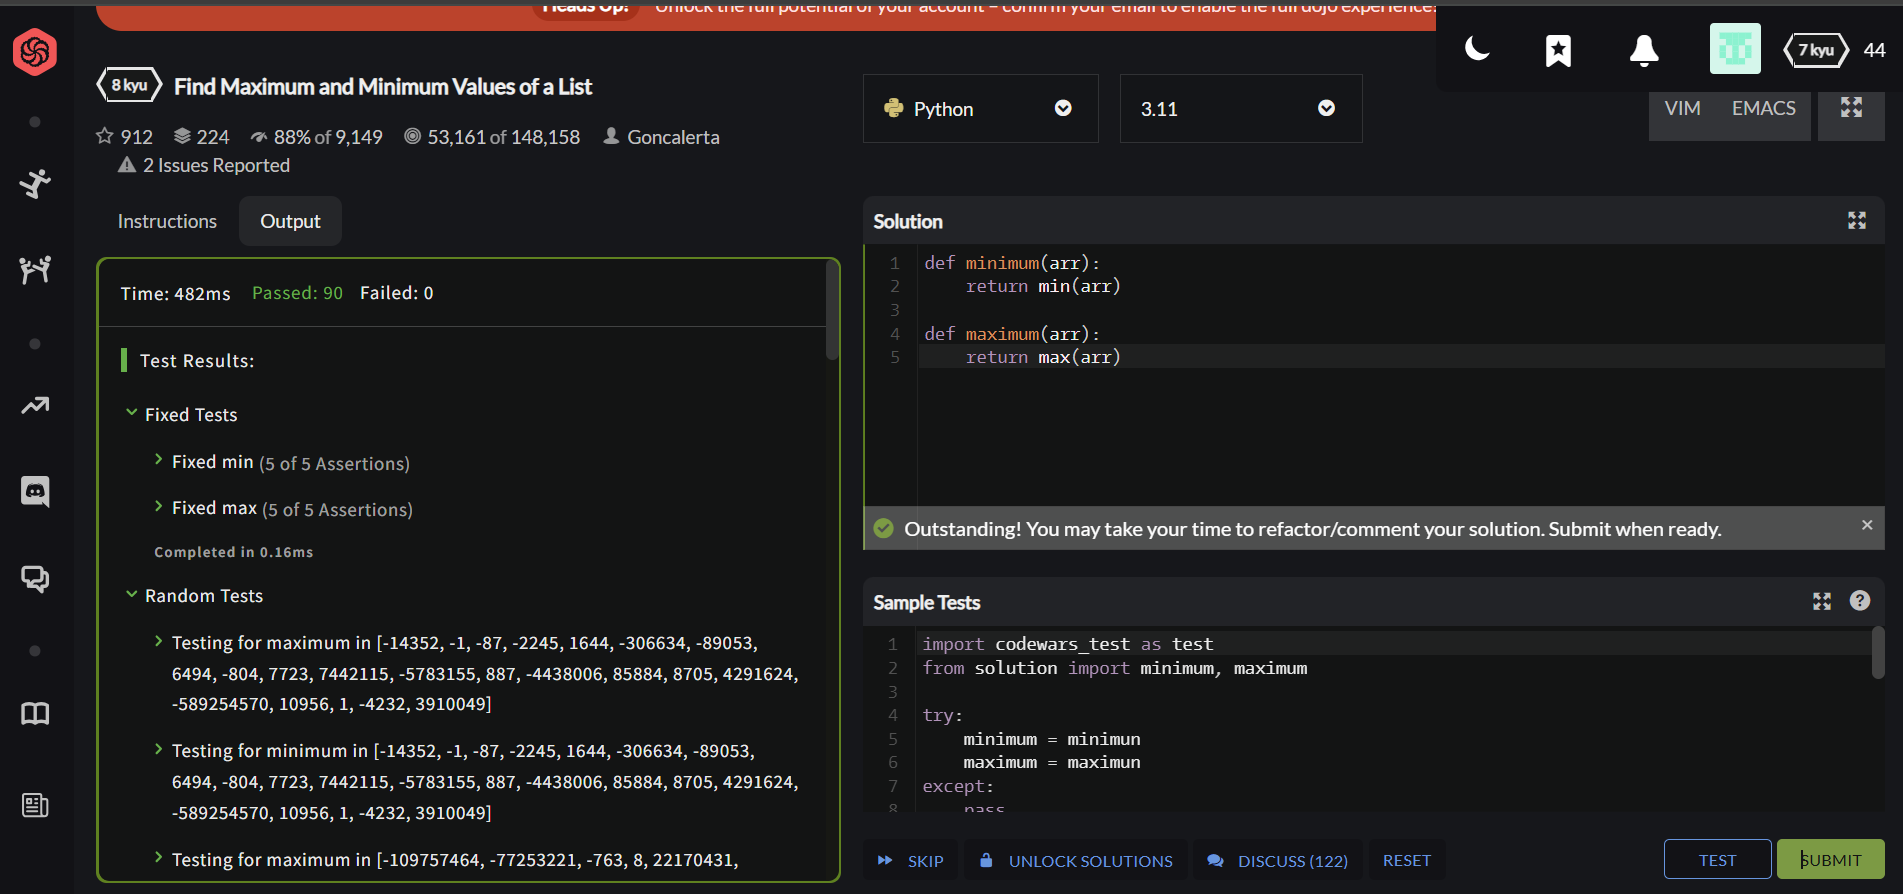 Heads Up! Unlock the full potential of your account – confirm your email to enable the full dojo experience!
7 kyu 44
8 kyu Find Maximum and Minimum Values of a List
912 224 88% of 9,149 53,161 of 148,158 Goncalerta
2 Issues Reported
Python 3.11
VIM EMACS
Instructions Output
Time: 482ms Passed: 90 Failed: 0
Test Results:
Fixed Tests
Fixed min (5 of 5 Assertions)
Fixed max (5 of 5 Assertions)
Completed in 0.16ms
Random Tests
Testing for maximum in [-14352, -1, -87, -2245, 1644, -306634, -89053,
6494, -804, 7723, 7442115, -5783155, 887, -4438006, 85884, 8705, 4291624,
-589254570, 10956, 1, -4232, 3910049]
Testing for minimum in [-14352, -1, -87, -2245, 1644, -306634, -89053,
6494, -804, 7723, 7442115, -5783155, 887, -4438006, 85884, 8705, 4291624,
-589254570, 10956, 1, -4232, 3910049]
Testing for maximum in [-109757464, -77253221, -763, 8, 22170431,
Solution
1 def minimum(arr):
2     return min(arr)
3
4 def maximum(arr):
5     return max(arr)
Outstanding! You may take your time to refactor/comment your solution. Submit when ready.
Sample Tests
1 import codewars_test as test
2 from solution import minimum, maximum
3
4 try:
5     minimum = minimun
6     maximum = maximun
7 except:
8     pass
SKIP UNLOCK SOLUTIONS DISCUSS (122) RESET TEST SUBMIT